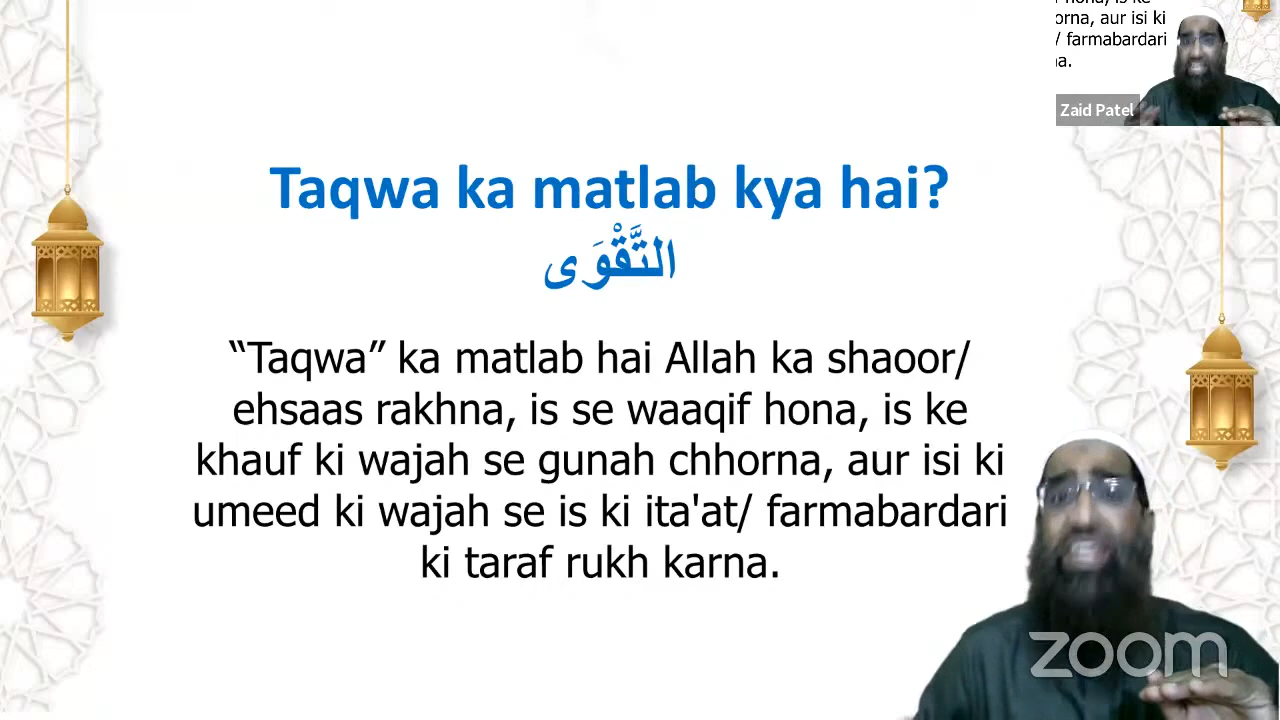 orna, aur isi ki
/ farmabardari
Zaid Patel
Taqwa ka matlab kya hai?
التَّقْوَى
“Taqwa” ka matlab hai Allah ka shaoor/
ehsaas rakhna, is se waaqif hona, is ke
khauf ki wajah se gunah chhorna, aur isi ki
umeed ki wajah se is ki ita'at/ farmabardari
ki taraf rukh karna.
zoom